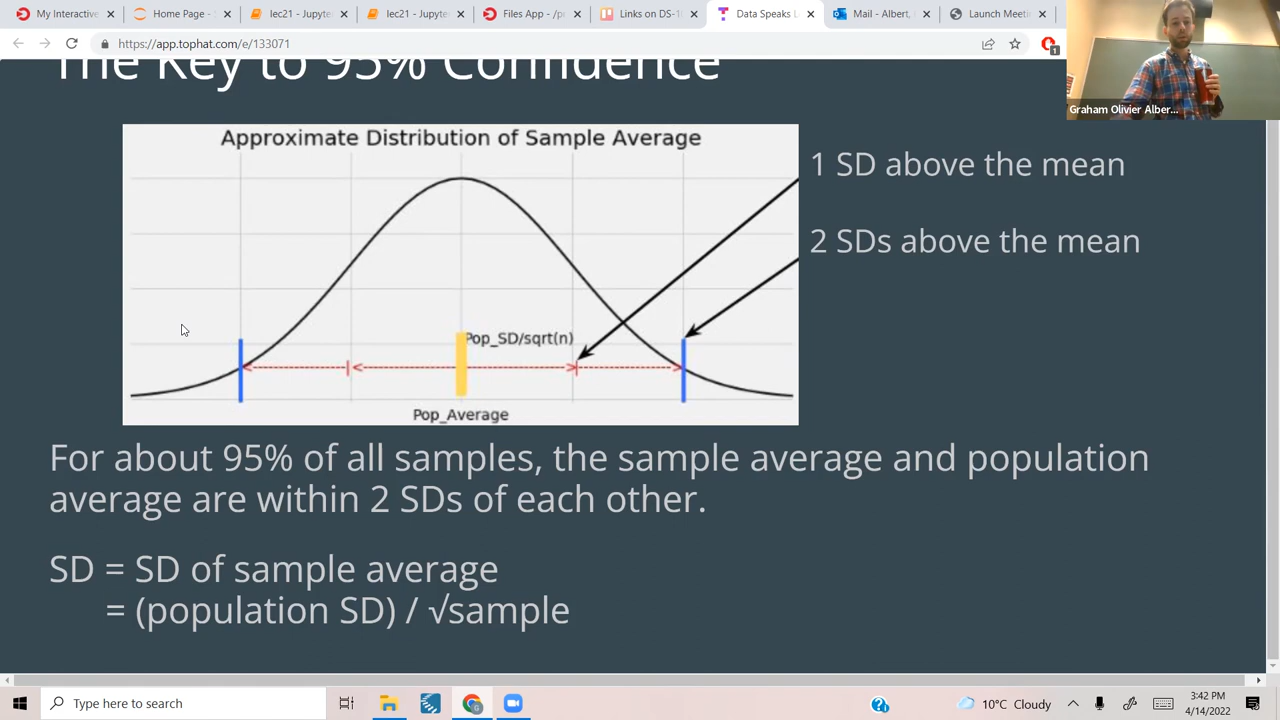 My Interactive
Home Page -
lec21 - Jupyte
lec21 - Jupyte
Files App - /p
Links on DS-1
Data Speaks L
Mail - Albert,
Launch Meeti
https://app.tophat.com/e/133071
1
Graham Olivier Alber...
The Key to 95% Confidence
Approximate Distribution of Sample Average
1 SD above the mean
2 SDs above the mean
Pop_SD/sqrt(n)
Pop_Average
For about 95% of all samples, the sample average and population
average are within 2 SDs of each other.
SD = SD of sample average
= (population SD) / √sample
Type here to search
10°C Cloudy
3:42 PM
4/14/2022